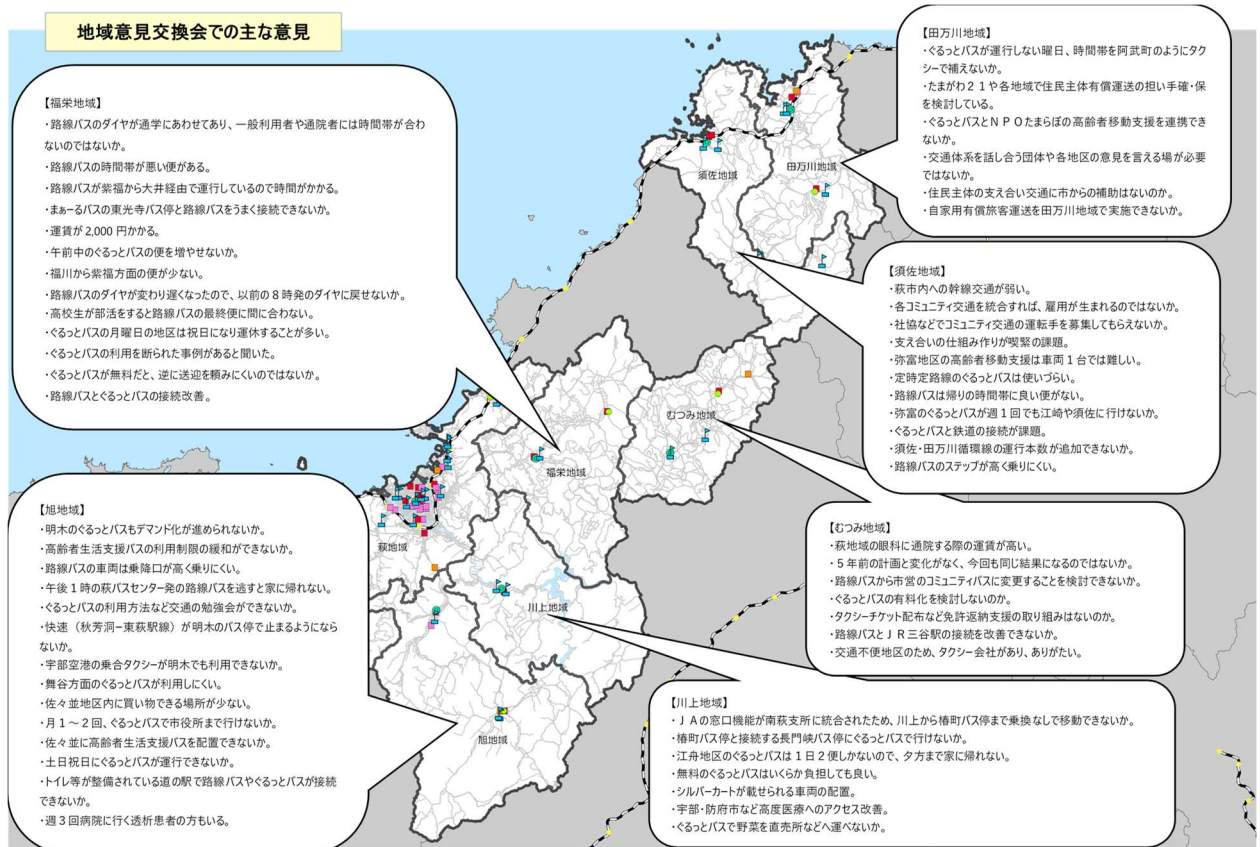 地域意見交換会での主な意見
【福栄地域】
・路線バスのダイヤが通学にあわせてあり、一般利用者や通院者には時間帯が合わ
ないのではないか。
・路線バスの時間帯が悪い便がある。
・路線バスが紫福から大井経由で運行しているので時間がかかる。
・まぁーるバスの東光寺バス停と路線バスをうまく接続できないか。
・運賃が 2,000 円かかる。
・午前中のぐるっとバスの便を増やせないか。
・福川から紫福方面の便が少ない。
・路線バスのダイヤが変わり遅くなったので、以前の８時発のダイヤに戻せないか。
・高校生が部活をすると路線バスの最終便に間に合わない。
・ぐるっとバスの月曜日の地区は祝日になり運休することが多い。
・ぐるっとバスの利用を断られた事例があると聞いた。
・ぐるっとバスが無料だと、逆に送迎を頼みにくいのではないか。
・路線バスとぐるっとバスの接続改善。
【旭地域】
・明木のぐるっとバスもデマンド化が進められないか。
・高齢者生活支援バスの利用制限の緩和ができないか。
・路線バスの車両は乗降口が高く乗りにくい。
・午後１時の萩バスセンター発の路線バスを逃すと家に帰れない。
・ぐるっとバスの利用方法など交通の勉強会ができないか。
・快速（秋芳洞－東萩駅線）が明木のバス停で止まるようになら
ないか。
・宇部空港の乗合タクシーが明木でも利用できないか。
・舞谷方面のぐるっとバスが利用しにくい。
・佐々並地区内に買い物できる場所が少ない。
・月１～２回、ぐるっとバスで市役所まで行けないか。
・佐々並に高齢者生活支援バスを配置できないか。
・土日祝日にぐるっとバスが運行できないか。
・トイレ等が整備されている道の駅で路線バスやぐるっとバスが接続
できないか。
・週３回病院に行く透析患者の方もいる。
【田万川地域】
・ぐるっとバスが運行しない曜日、時間帯を阿武町のようにタク
シーで補えないか。
・たまがわ２１や各地域で住民主体有償運送の担い手確・保
を検討している。
・ぐるっとバスとＮＰＯたまらぼの高齢者移動支援を連携でき
ないか。
・交通体系を話し合う団体や各地区の意見を言える場が必要
ではないか。
・住民主体の支え合い交通に市からの補助はないのか。
・自家用有償旅客運送を田万川地域で実施できないか。
【須佐地域】
・萩市内への幹線交通が弱い。
・各コミュニティ交通を統合すれば、雇用が生まれるのではないか。
・社協などでコミュニティ交通の運転手を募集してもらえないか。
・支え合いの仕組み作りが喫緊の課題。
・弥富地区の高齢者移動支援は車両１台では難しい。
・定時定路線のぐるっとバスは使いづらい。
・路線バスは帰りの時間帯に良い便がない。
・弥富のぐるっとバスが週１回でも江崎や須佐に行けないか。
・ぐるっとバスと鉄道の接続が課題。
・須佐・田万川循環線の運行本数が追加できないか。
・路線バスのステップが高く乗りにくい。
【むつみ地域】
・萩地域の眼科に通院する際の運賃が高い。
・５年前の計画と変化がなく、今回も同じ結果になるのではないか。
・路線バスから市営のコミュニティバスに変更することを検討できないか。
・ぐるっとバスの有料化を検討しないのか。
・タクシーチケット配布など免許返納支援の取り組みはないのか。
・路線バスとＪＲ三谷駅の接続を改善できないか。
・交通不便地区のため、タクシー会社があり、ありがたい。
【川上地域】
・ＪＡの窓口機能が南萩支所に統合されたため、川上から椿町バス停まで乗換なしで移動できないか。
・椿町バス停と接続する長門峡バス停にぐるっとバスで行けないか。
・江舟地区のぐるっとバスは１日２便しかないので、夕方まで家に帰れない。
・無料のぐるっとバスはいくらか負担しても良い。
・シルバーカートが載せられる車両の配置。
・宇部・防府市など高度医療へのアクセス改善。
・ぐるっとバスで野菜を直売所などへ運べないか。
須佐地域
田万川地域
むつみ地域
福栄地域
萩地域
川上地域
旭地域